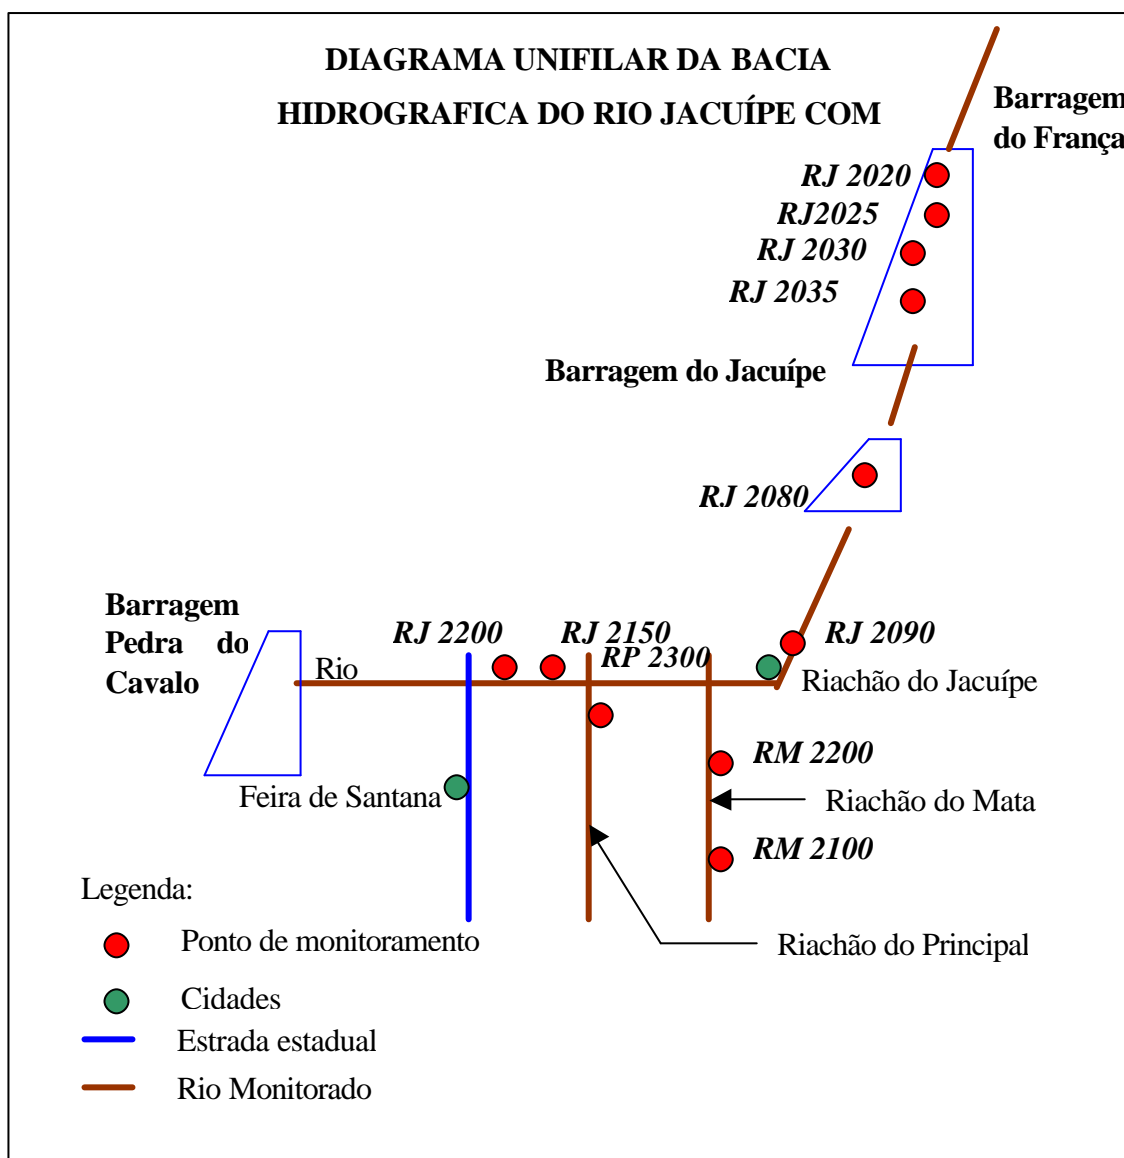 DIAGRAMA UNIFILAR DA BACIA
HIDROGRAFICA DO RIO JACUÍPE COM
Barragem
do França
RJ 2020
RJ2025
RJ 2030
RJ 2035
Barragem do Jacuípe
RJ 2080
Barragem
Pedra do
Cavalo
Rio
RJ 2200
RJ 2150
RP 2300
RJ 2090
Riachão do Jacuípe
RM 2200
Feira de Santana
Riachão do Mata
RM 2100
Riachão do Principal
Legenda:
Ponto de monitoramento
Cidades
Estrada estadual
Rio Monitorado